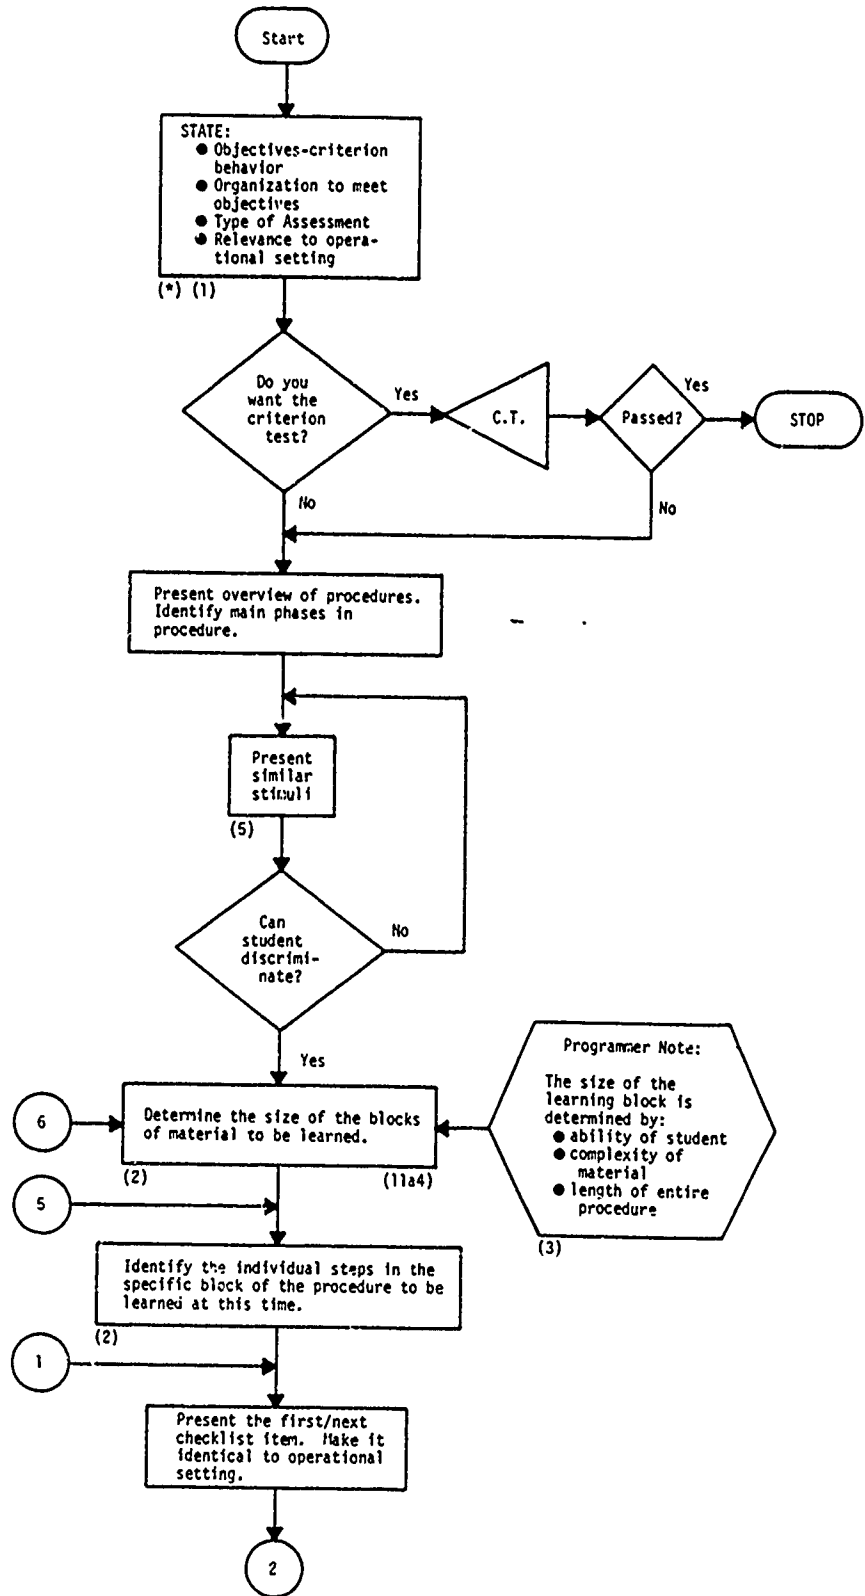 Start
STATE:
● Objectives-criterion
behavior
● Organization to meet
objectives
● Type of Assessment
● Relevance to opera-
tional setting
(*) (1)
Do you
want the
criterion
test?
Yes
C.T.
Passed?
Yes
STOP
No
No
Present overview of procedures.
Identify main phases in
procedure.
Present
similar
stimuli
(5)
Can
student
discrimi-
nate?
No
Yes
Programmer Note:
The size of the
learning block is
determined by:
● ability of student
● complexity of
material
● length of entire
procedure
(3)
6
Determine the size of the blocks
of material to be learned.
(2)
(11a4)
5
Identify the individual steps in the
specific block of the procedure to be
learned at this time.
(2)
1
Present the first/next
checklist item. Make it
identical to operational
setting.
2